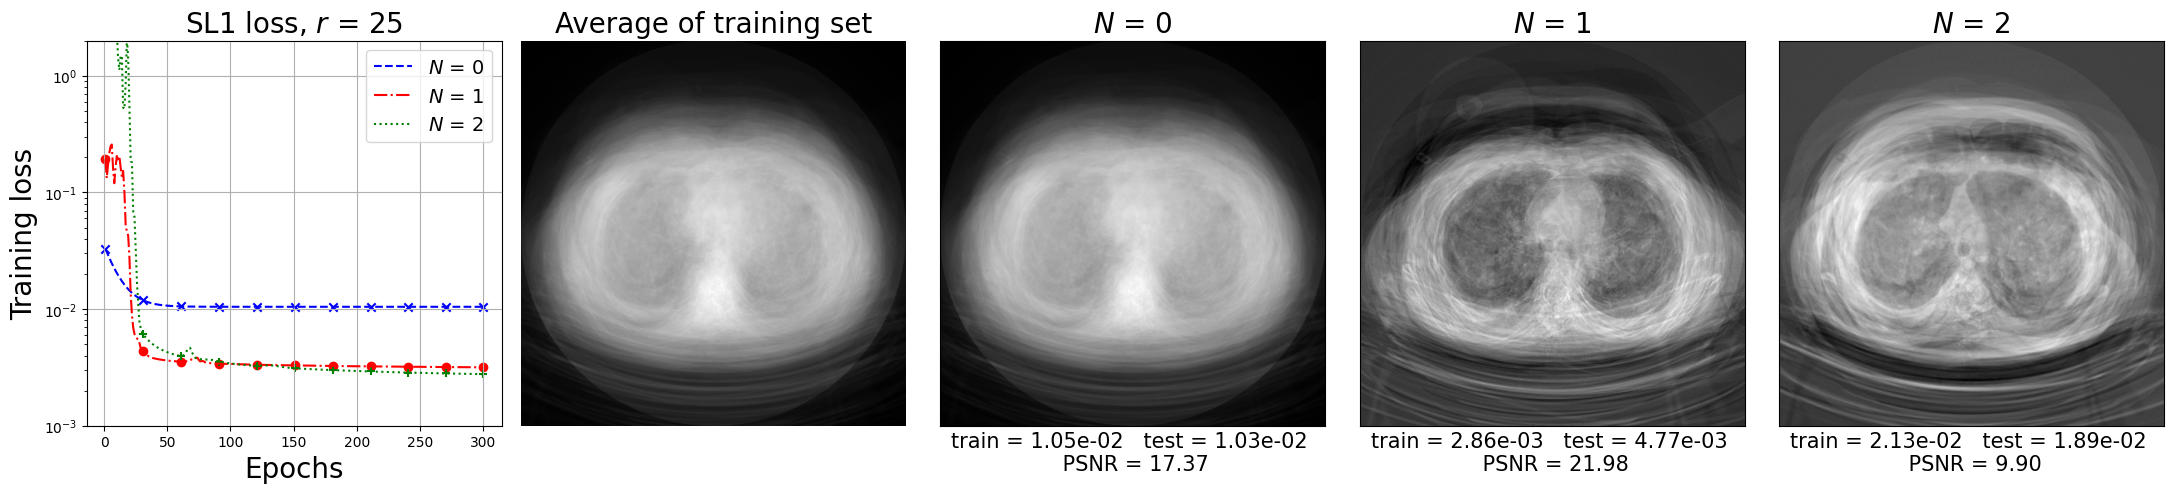 SL1 loss, r = 25
Training loss
10⁰
10⁻¹
10⁻²
10⁻³
0 50 100 150 200 250 300
Epochs
N = 0
N = 1
N = 2
Average of training set
N = 0
train = 1.05e-02 test = 1.03e-02
PSNR = 17.37
N = 1
train = 2.86e-03 test = 4.77e-03
PSNR = 21.98
N = 2
train = 2.13e-02 test = 1.89e-02
PSNR = 9.90